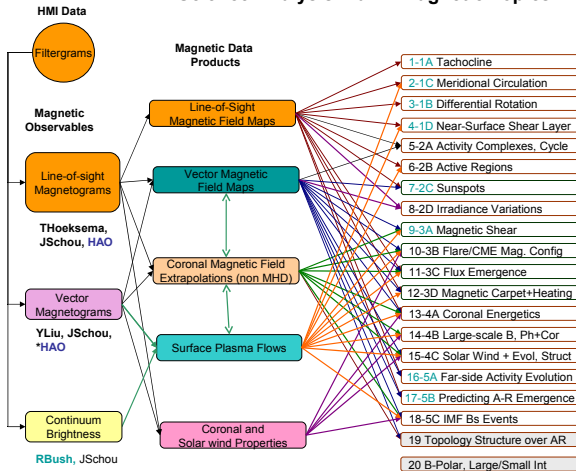 HMI Data
Filtergrams
Magnetic
Observables
Line-of-sight
Magnetograms
THoeksema,
JSchou, HAO
Vector
Magnetograms
YLiu, JSchou,
*HAO
Continuum
Brightness
RBush, JSchou
Magnetic Data
Products
Line-of-Sight
Magnetic Field Maps
Vector Magnetic
Field Maps
Coronal Magnetic Field
Extrapolations (non MHD)
Surface Plasma Flows
Coronal and
Solar wind Properties
1-1A Tachocline
2-1C Meridional Circulation
3-1B Differential Rotation
4-1D Near-Surface Shear Layer
5-2A Activity Complexes, Cycle
6-2B Active Regions
7-2C Sunspots
8-2D Irradiance Variations
9-3A Magnetic Shear
10-3B Flare/CME Mag. Config
11-3C Flux Emergence
12-3D Magnetic Carpet+Heating
13-4A Coronal Energetics
14-4B Large-scale B, Ph+Cor
15-4C Solar Wind + Evol, Struct
16-5A Far-side Activity Evolution
17-5B Predicting A-R Emergence
18-5C IMF Bs Events
19 Topology Structure over AR
20 B-Polar, Large/Small Int